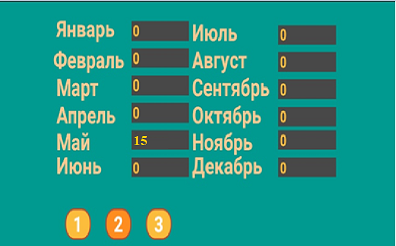 Январь 0 Июль 0
Февраль 0 Август 0
Март 0 Сентябрь 0
Апрель 0 Октябрь 0
Май 15 Ноябрь 0
Июнь 0 Декабрь 0
1 2 3